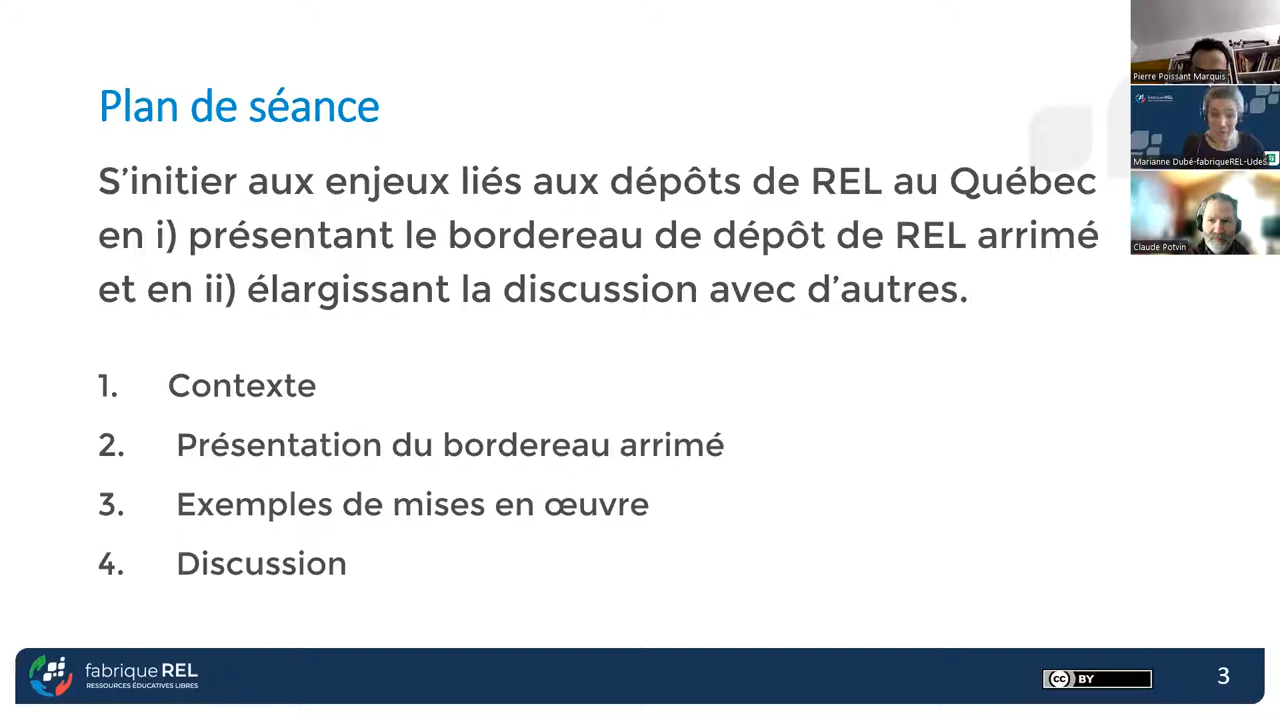 Plan de séance
S'initier aux enjeux liés aux dépôts de REL au Québec
en i) présentant le bordereau de dépôt de REL arrimé
et en ii) élargissant la discussion avec d'autres.
1. Contexte
2. Présentation du bordereau arrimé
3. Exemples de mises en œuvre
4. Discussion
Pierre Poissant Marquis
fabrique REL
Marianne Dubé-fabriqueREL-UdeS
Claude Potvin
fabrique REL
RESSOURCES ÉDUCATIVES LIBRES
cc BY
3